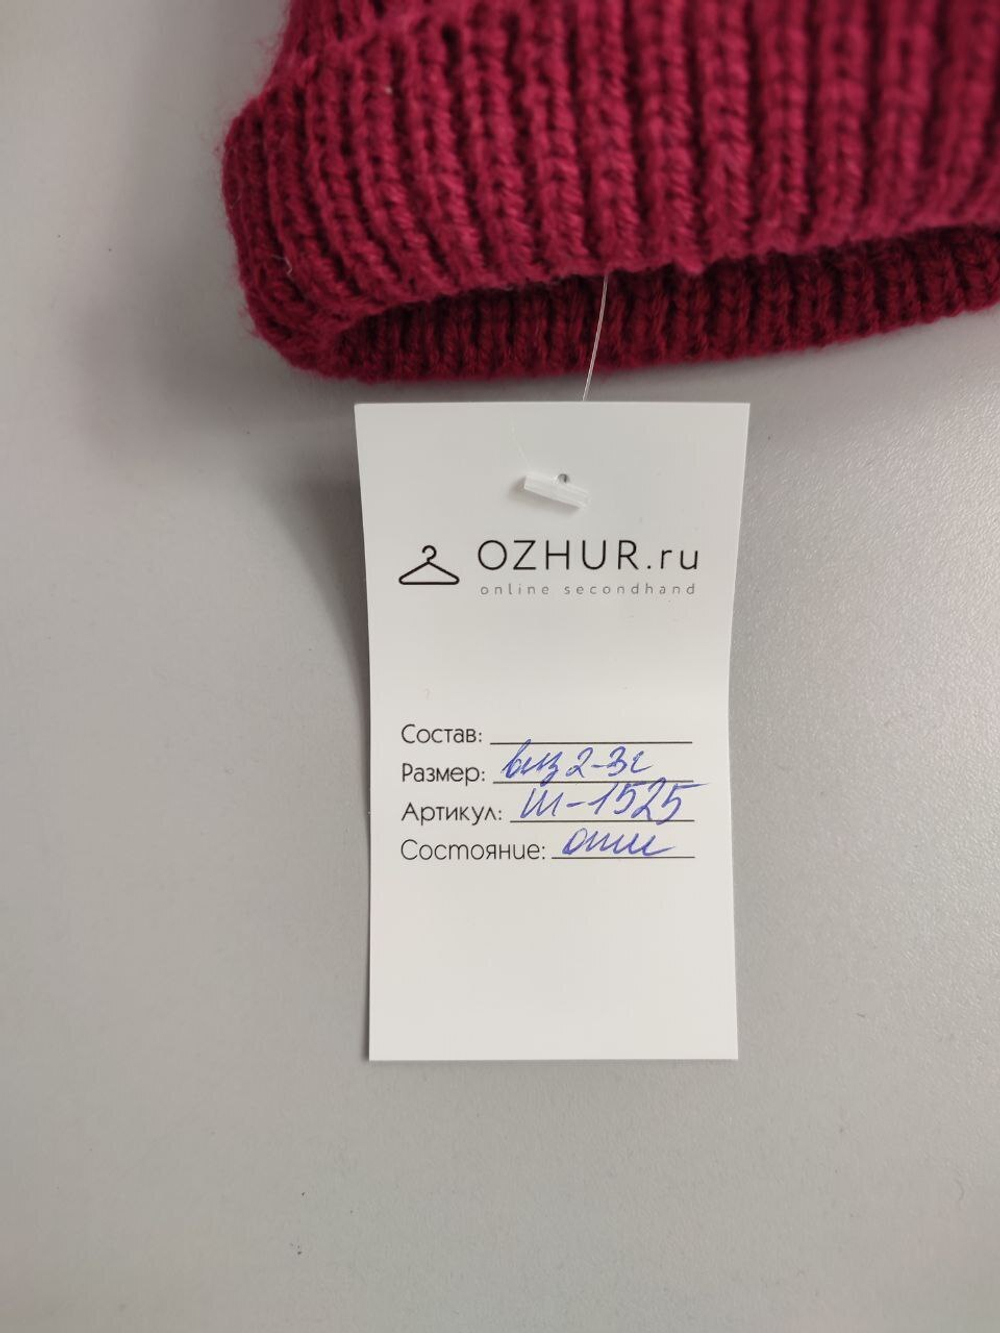 OZHUR.ru
online secondhand
Состав:
Размер: виз 2-3г
Артикул: Ш-1525
Состояние: отл